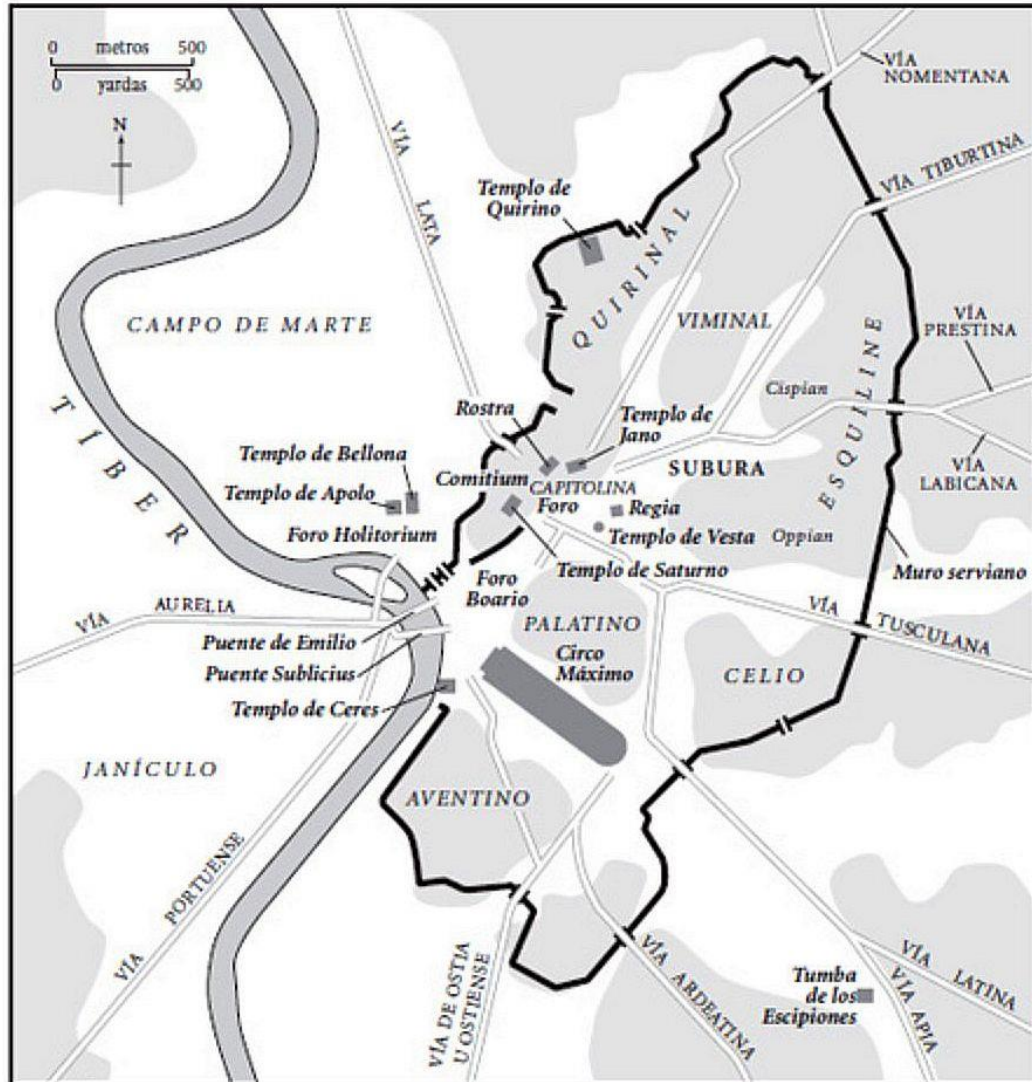 0 metros 500
0 yardas 500
N
VÍA
NOMENTANA
VÍA TIBURTINA
VÍA
LATA
Templo de
Quirino
QUIRINAL
VIMINAL
CAMPO DE MARTE
TÍBER
VÍA
PRESTINA
Cispian
ESQUILINE
Rostra
Templo de
Jano
Templo de Bellona
Comitium
CAPITOLINA
SUBURA
VÍA
LABICANA
Templo de Apolo
Foro
Regia
Foro Holitorium
Templo de Vesta
Oppian
Templo de Saturno
Muro serviano
Foro
Boario
VÍA
AURELIA
VÍA
TUSCULANA
Puente de Emilio
PALATINO
Puente Sublicius
Circo
Máximo
CELIO
Templo de Ceres
JANÍCULO
AVENTINO
VÍA
PORTUENSE
VÍA DE OSTIA
U OSTIENSE
VÍA ARDEATINA
Tumba
de los
Escipiones
VÍA LATINA
VÍA APIA